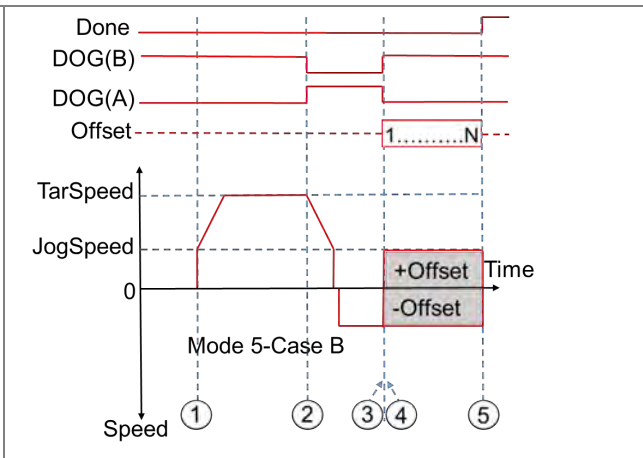 Done
DOG(B)
DOG(A)
Offset
1..........N
TarSpeed
JogSpeed
+Offset
Time
0
-Offset
Mode 5-Case B
1
2
3
4
5
Speed